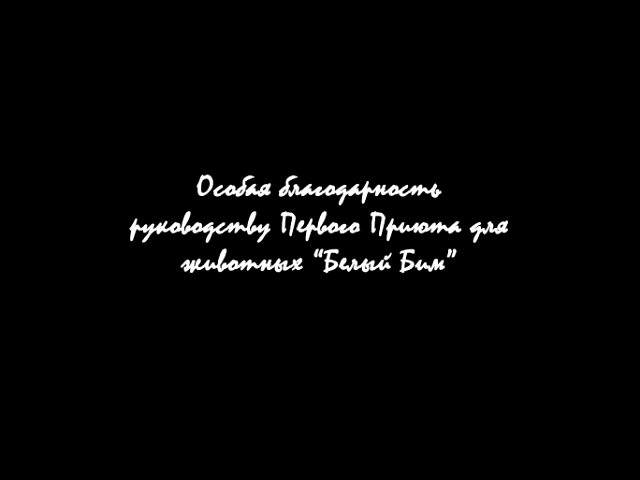 Особая благодарность
руководству Первого Приюта для
животных “Белый Бим”